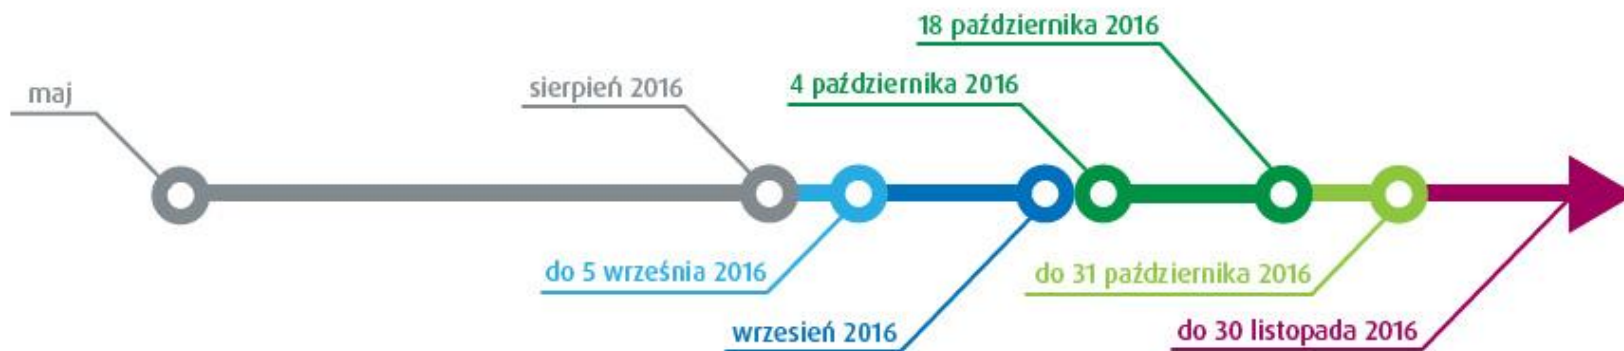 18 października 2016
4 października 2016
sierpień 2016
maj
do 5 września 2016
do 31 października 2016
wrzesień 2016
do 30 listopada 2016